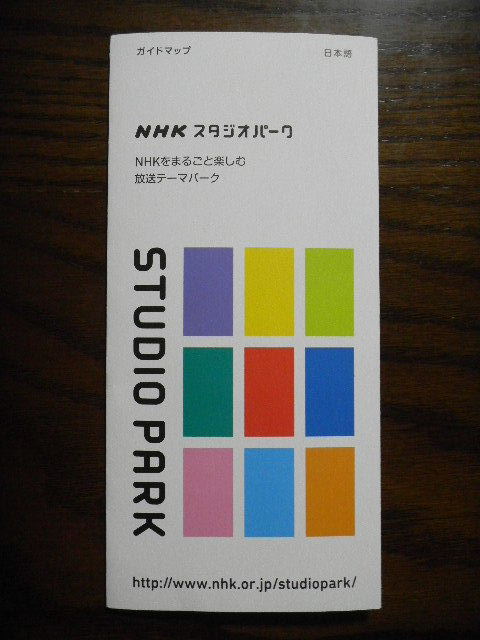 ガイドマップ
日本語
NHK スタジオパーク
NHKをまるごと楽しむ
放送テーマパーク
STUDIO PARK
http://www.nhk.or.jp/studiopark/